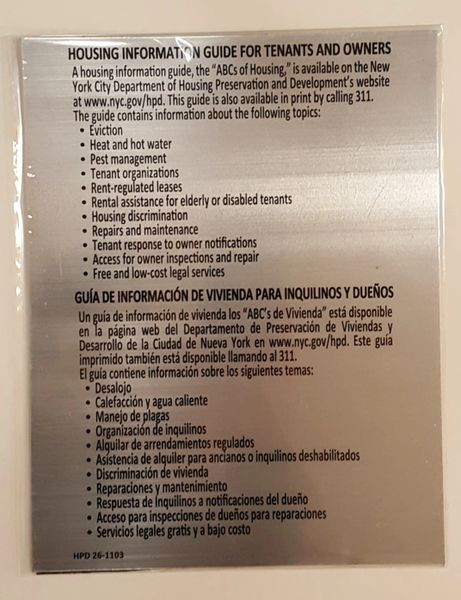 HOUSING INFORMATION GUIDE FOR TENANTS AND OWNERS
A housing information guide, the “ABCs of Housing,” is available on the New
York City Department of Housing Preservation and Development’s website
at www.nyc.gov/hpd. This guide is also available in print by calling 311.
The guide contains information about the following topics:
• Eviction
• Heat and hot water
• Pest management
• Tenant organizations
• Rent-regulated leases
• Rental assistance for elderly or disabled tenants
• Housing discrimination
• Repairs and maintenance
• Tenant response to owner notifications
• Access for owner inspections and repair
• Free and low-cost legal services
GUÍA DE INFORMACIÓN DE VIVIENDA PARA INQUILINOS Y DUEÑOS
Un guía de información de vivienda los “ABC’s de Vivienda” está disponible
en la página web del Departamento de Preservación de Viviendas y
Desarrollo de la Ciudad de Nueva York en www.nyc.gov/hpd. Este guía
imprimido también está disponible llamando al 311.
El guía contiene información sobre los siguientes temas:
• Desalojo
• Calefacción y agua caliente
• Manejo de plagas
• Organización de inquilinos
• Alquilar de arrendamientos regulados
• Asistencia de alquiler para ancianos o inquilinos deshabilitados
• Discriminación de vivienda
• Reparaciones y mantenimiento
• Respuesta de Inquilinos a notificaciones del dueño
• Acceso para inspecciones de dueños para reparaciones
• Servicios legales gratis y a bajo costo
HPD 26-1103